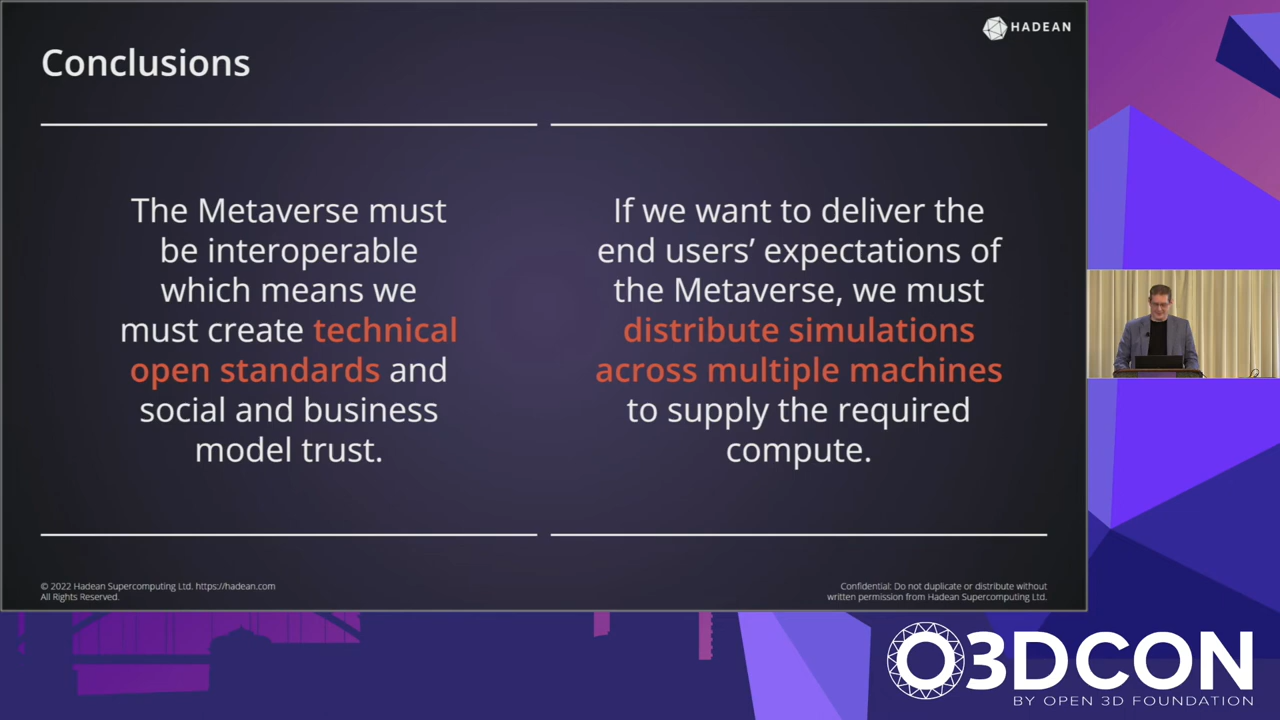 HADEAN
Conclusions
The Metaverse must
be interoperable
which means we
must create technical
open standards and
social and business
model trust.
If we want to deliver the
end users’ expectations of
the Metaverse, we must
distribute simulations
across multiple machines
to supply the required
compute.
© 2022 Hadean Supercomputing Ltd. https://hadean.com
All Rights Reserved.
Confidential: Do not duplicate or distribute without
written permission from Hadean Supercomputing Ltd.
O3DCON
BY OPEN 3D FOUNDATION